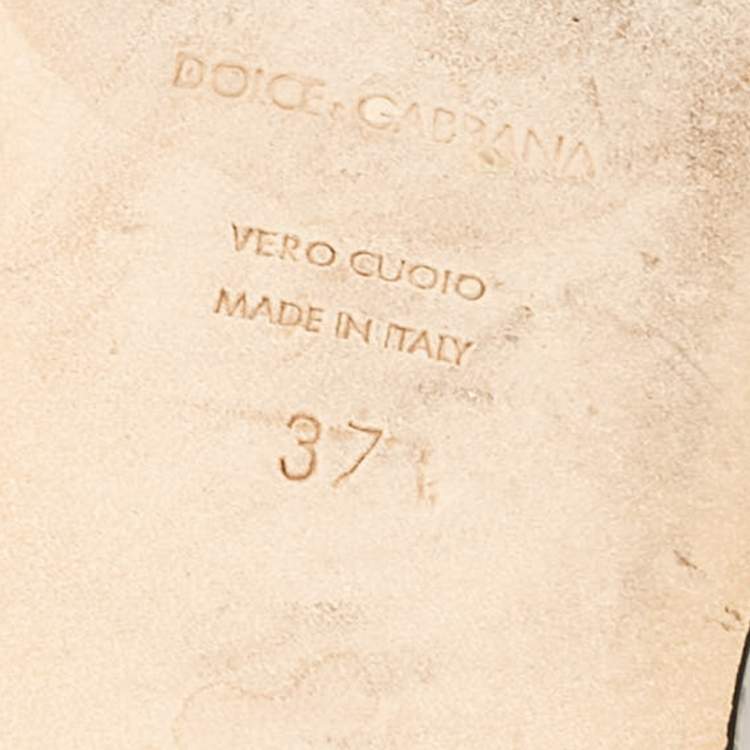 DOLCE & GABBANA
VERO CUOIO
MADE IN ITALY
37